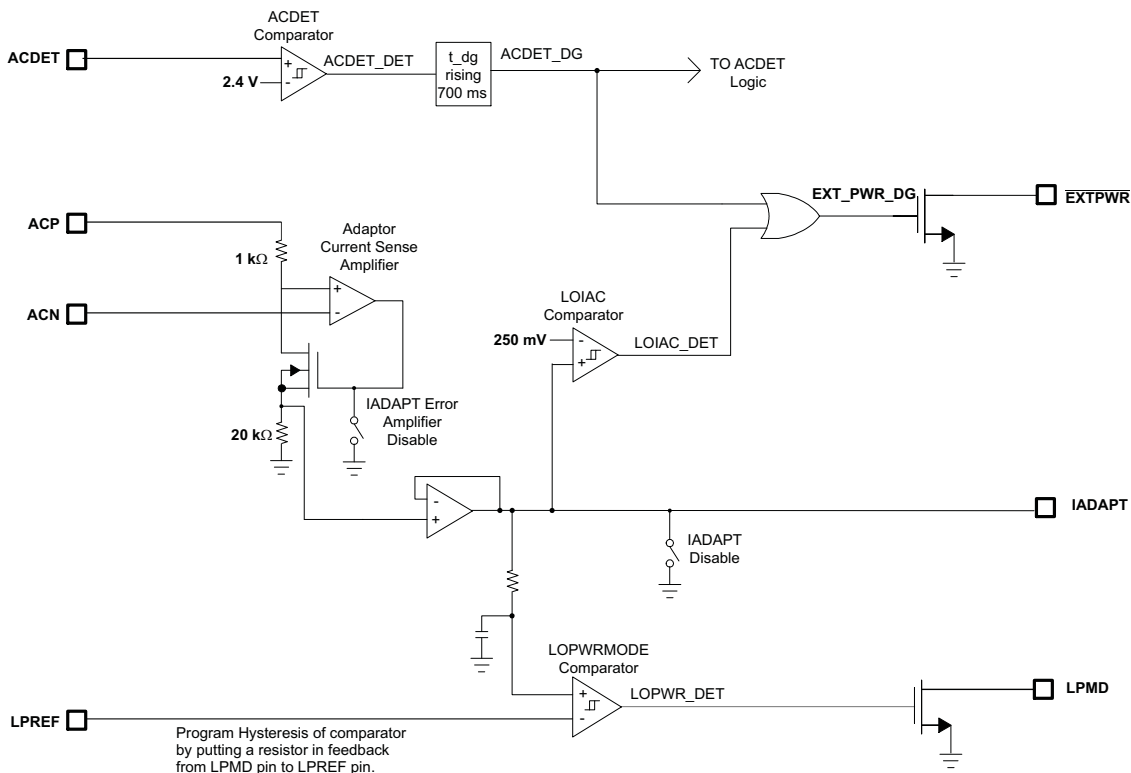 ACDET
Comparator
ACDET
ACDET_DET
ACDET_DG
+
-
2.4 V
t_dg
rising
700 ms
TO ACDET
Logic
EXT_PWR_DG
EXTPWR
ACP
Adaptor
Current Sense
Amplifier
1 kΩ
+
-
ACN
LOIAC
Comparator
250 mV
-
+
LOIAC_DET
IADAPT Error
Amplifier
Disable
20 kΩ
-
+
IADAPT
IADAPT
Disable
LOPWRMODE
Comparator
+
-
LOPWR_DET
LPMD
LPREF
Program Hysteresis of comparator
by putting a resistor in feedback
from LPMD pin to LPREF pin.